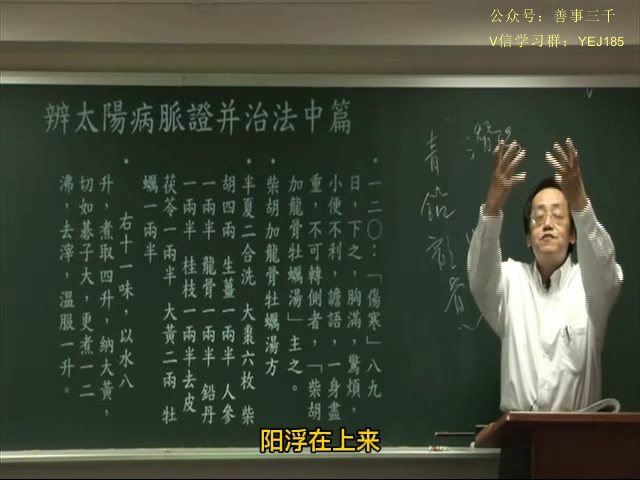 公众号：善事三千
V信学习群：YEJ185
辨太陽病脈證并治法中篇
• 一二〇：「傷寒」八九
日，下之，胸滿，驚煩，
小便不利，譫語，一身盡
重，不可轉側者，「柴胡
加龍骨牡蠣湯」主之。
• 柴胡加龍骨牡蠣湯方
半夏二合洗 大棗六枚 柴
胡四兩 生薑一兩半 人參
一兩半 龍骨一兩半 鉛丹
一兩半 桂枝一兩半去皮
茯苓一兩半 大黃二兩 牡
蠣一兩半
• 右十一味，以水八
升，煮取四升，納大黃，
切如碁子大，更煮一二
沸，去滓，溫服一升。
青
鉛
龍
阳浮在上来